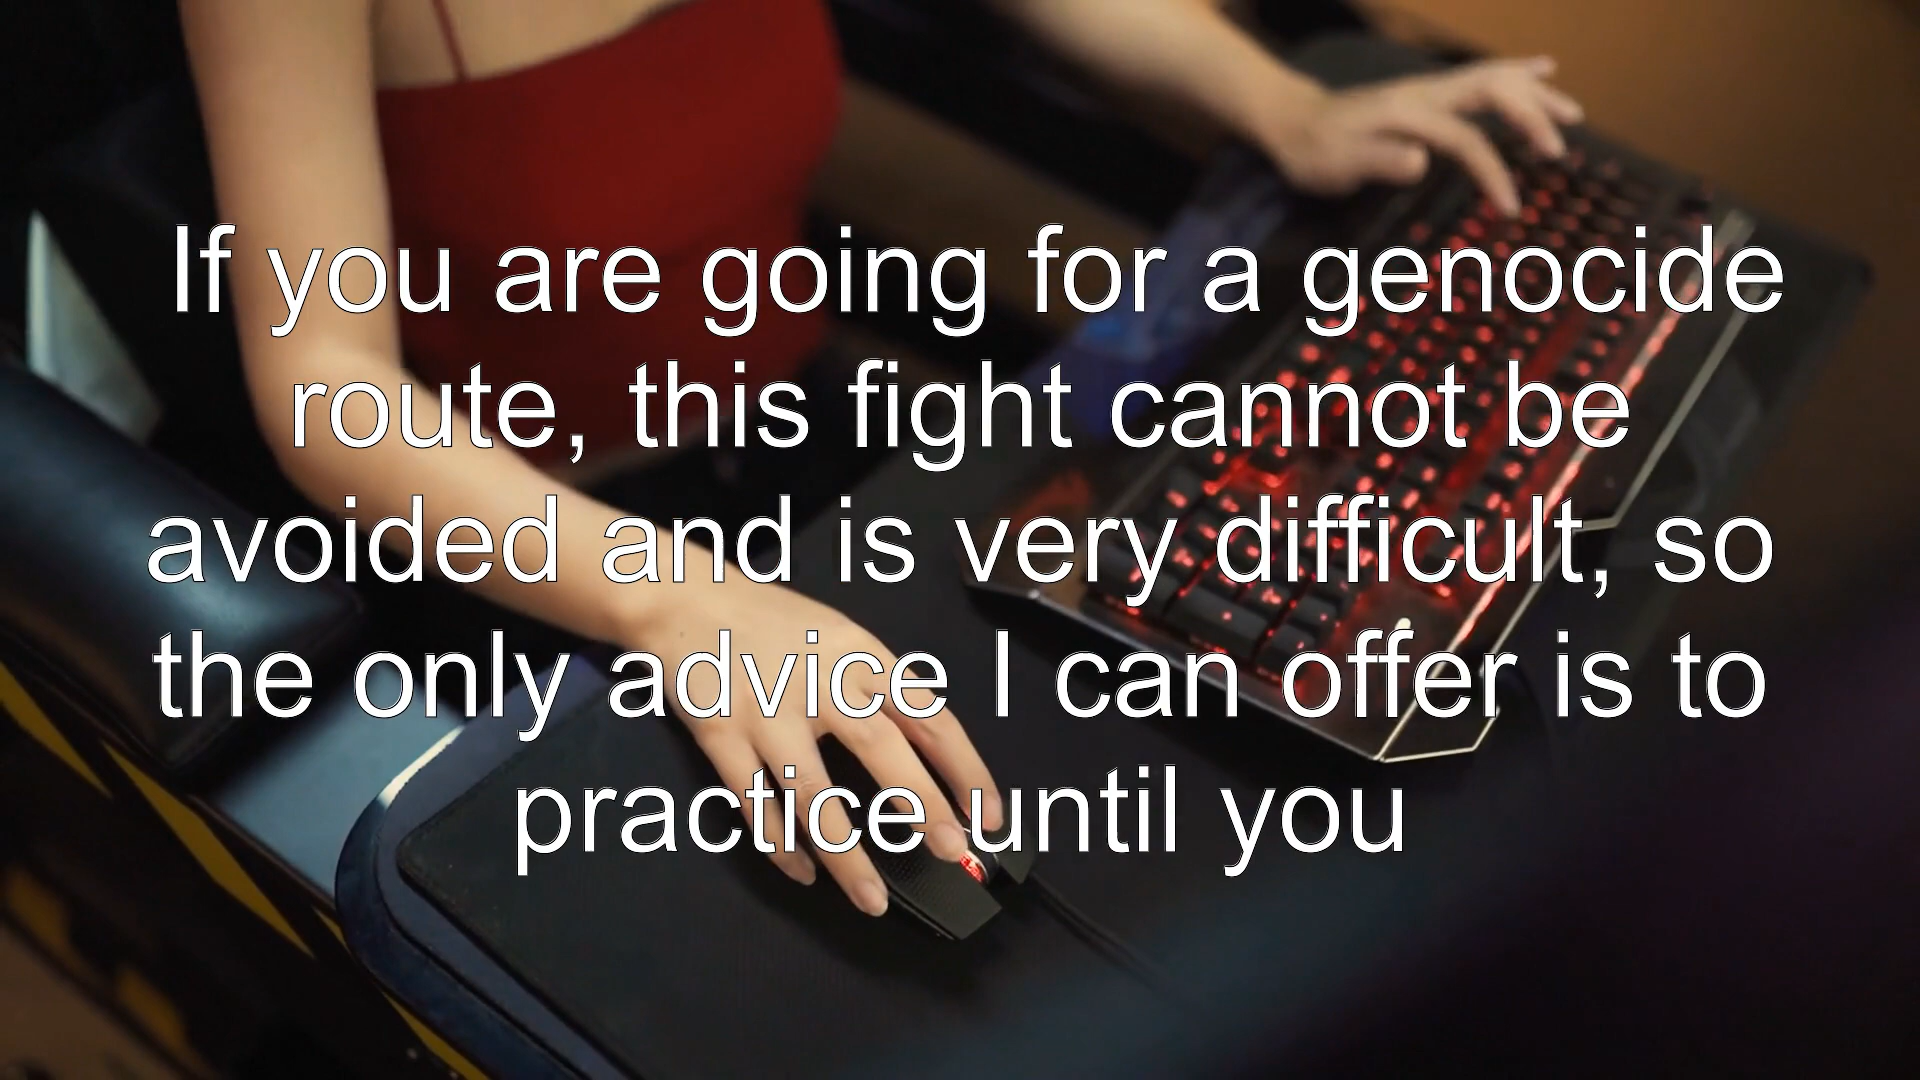 If you are going for a genocide
route, this fight cannot be
avoided and is very difficult, so
the only advice I can offer is to
practice until you